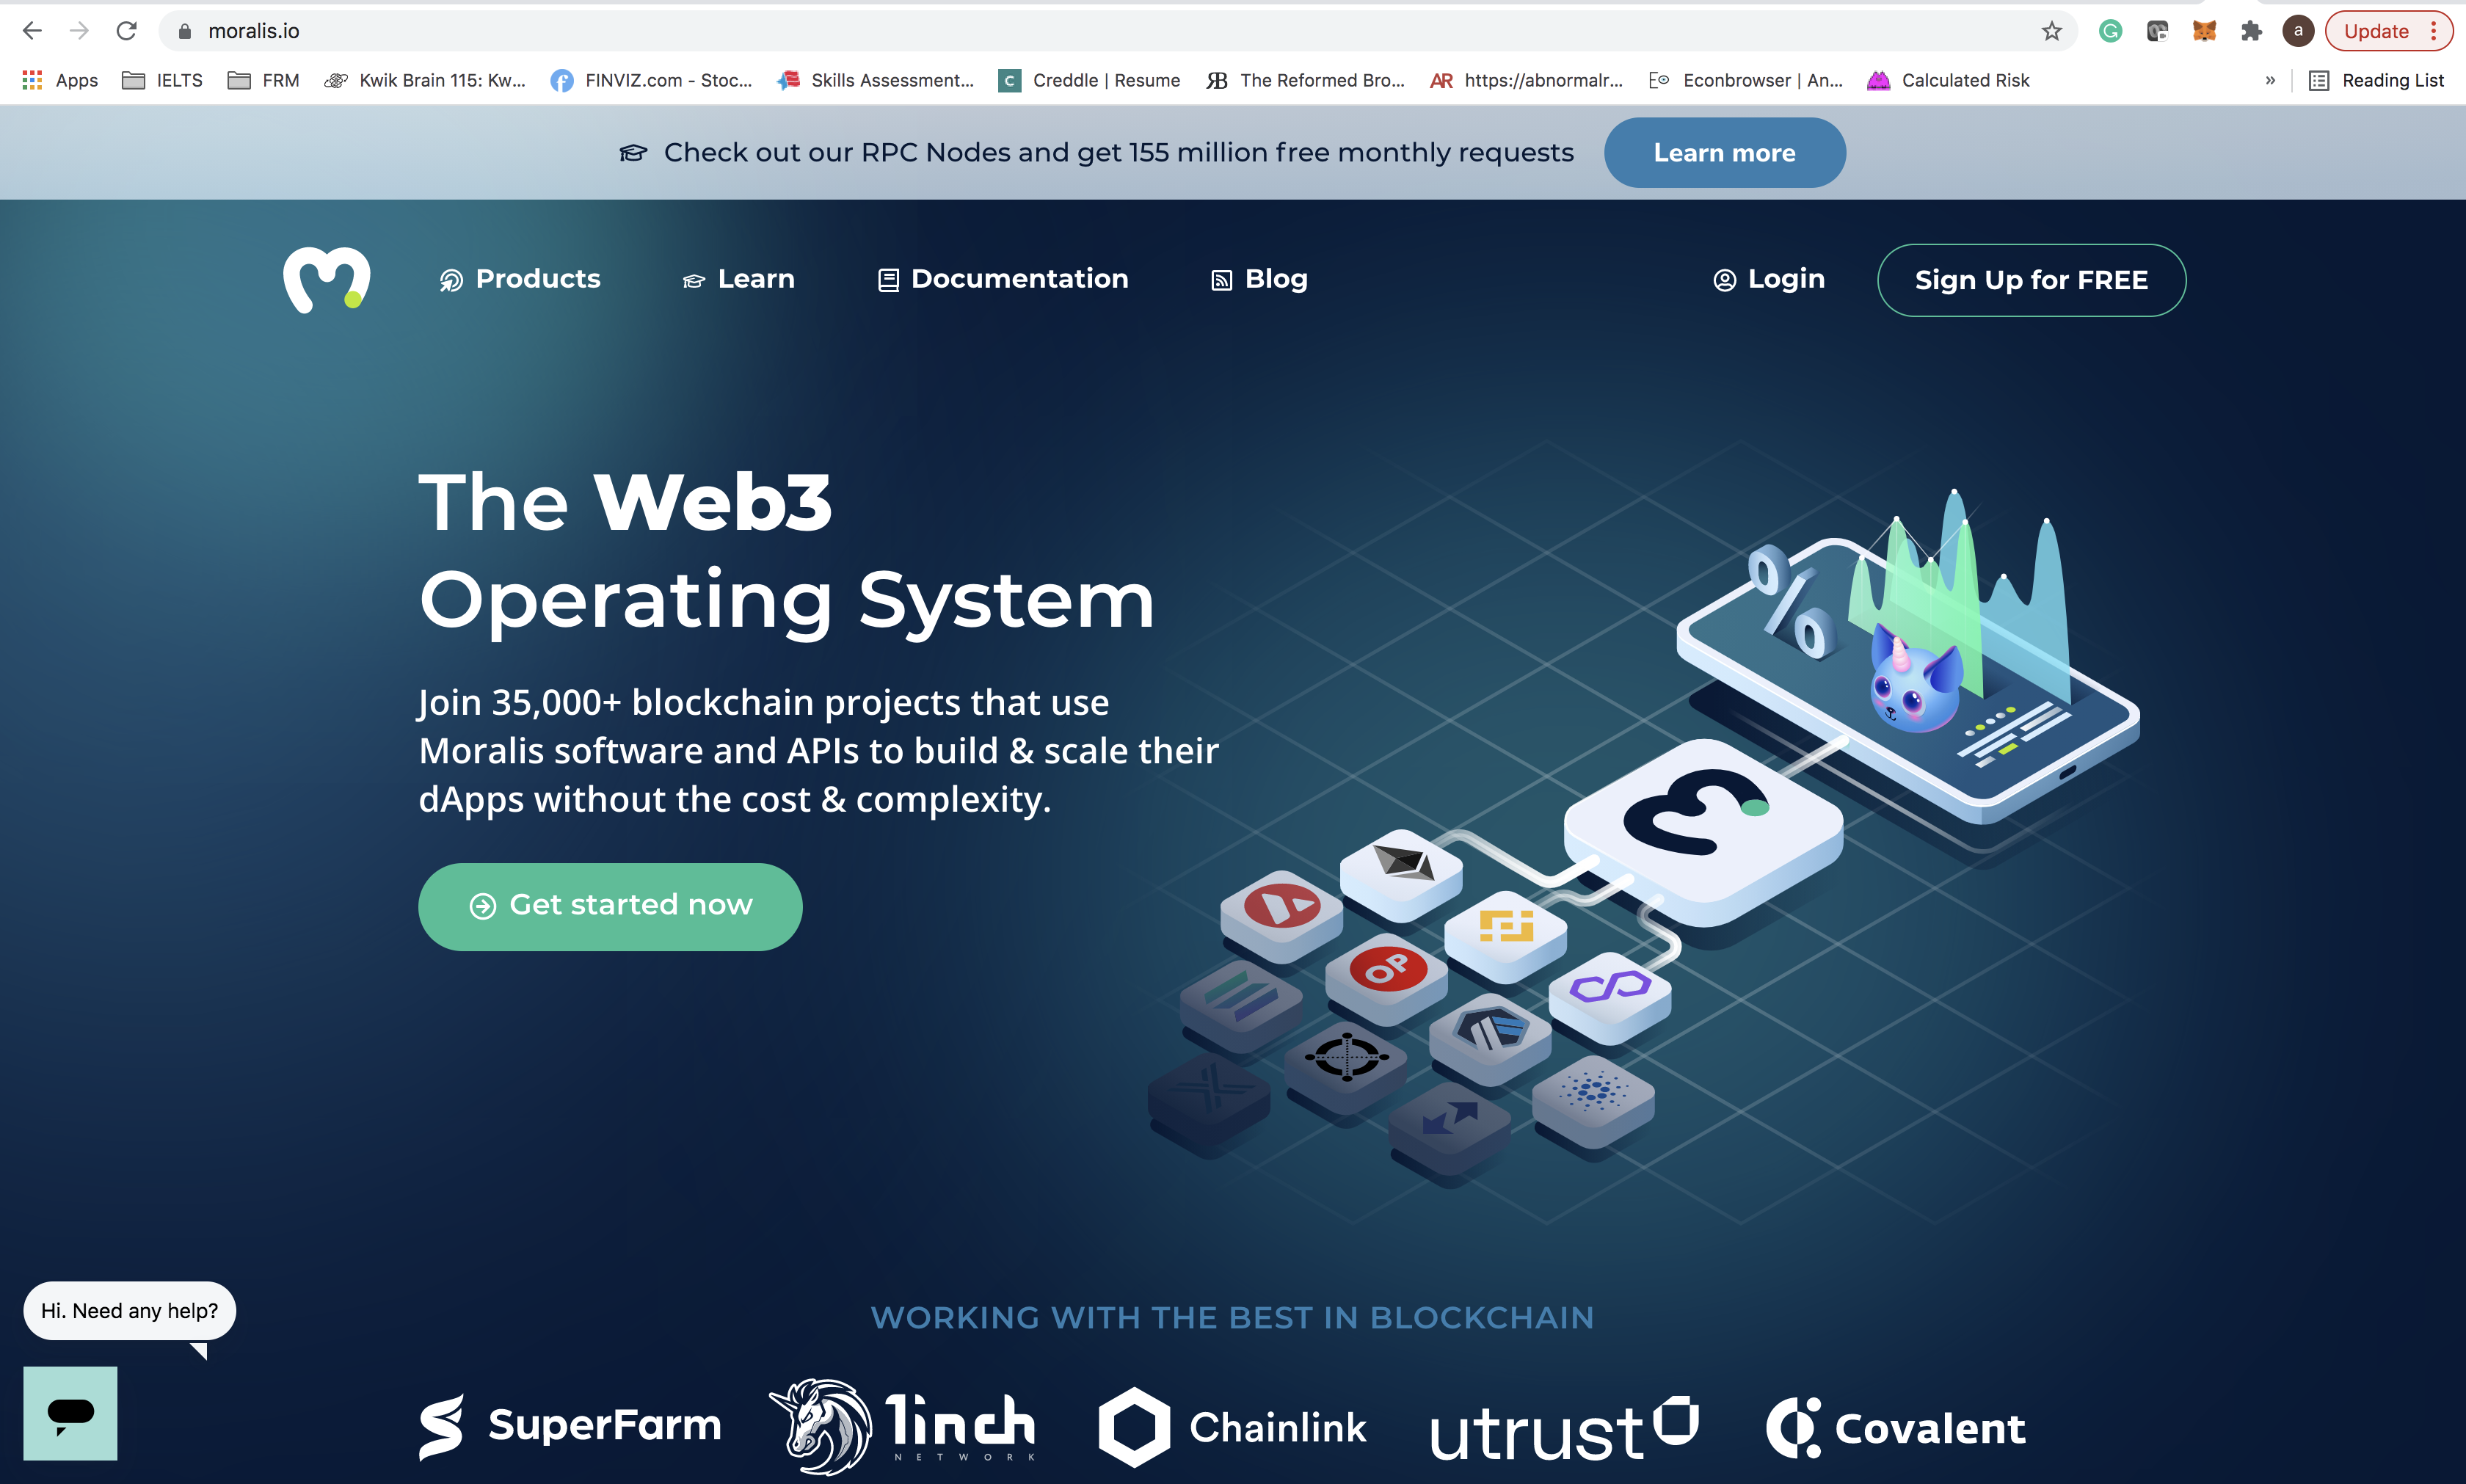 moralis.io
a
Update
Apps
IELTS
FRM
Kwik Brain 115: Kw...
FINVIZ.com - Stoc...
Skills Assessment...
C
Creddle | Resume
The Reformed Bro...
AR
https://abnormalr...
Econbrowser | An...
Calculated Risk
»
Reading List
Check out our RPC Nodes and get 155 million free monthly requests
Learn more
Products
Learn
Documentation
Blog
Login
Sign Up for FREE
The Web3
Operating System
Join 35,000+ blockchain projects that use
Moralis software and APIs to build & scale their
dApps without the cost & complexity.
Get started now
%
OP
Hi. Need any help?
WORKING WITH THE BEST IN BLOCKCHAIN
SuperFarm
1inch
NETWORK
Chainlink
utrust
Covalent